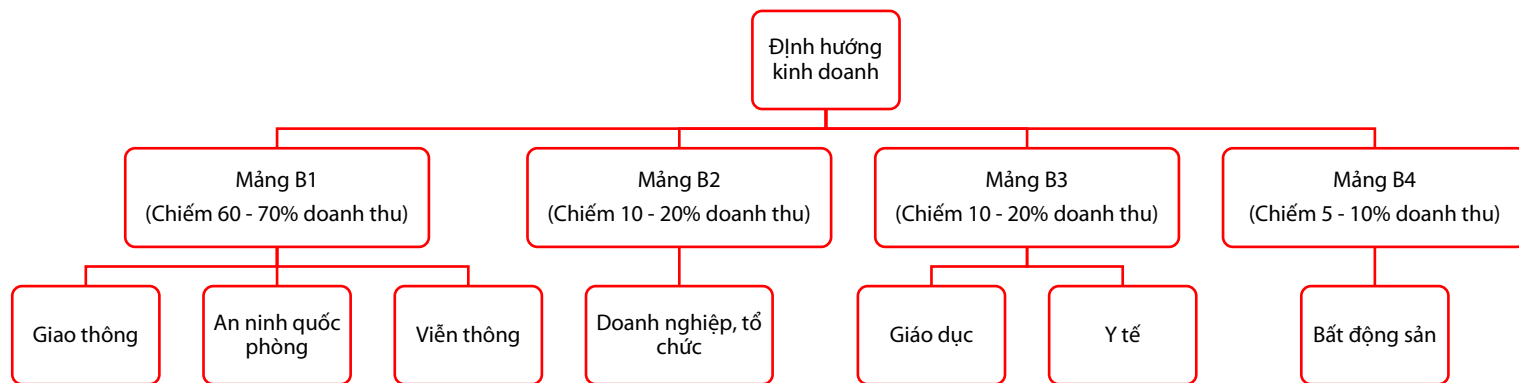 ĐỊnh hướng
kinh doanh
Mảng B1
(Chiếm 60 - 70% doanh thu)
Mảng B2
(Chiếm 10 - 20% doanh thu)
Mảng B3
(Chiếm 10 - 20% doanh thu)
Mảng B4
(Chiếm 5 - 10% doanh thu)
Giao thông
An ninh quốc
phòng
Viễn thông
Doanh nghiệp, tổ
chức
Giáo dục
Y tế
Bất động sản